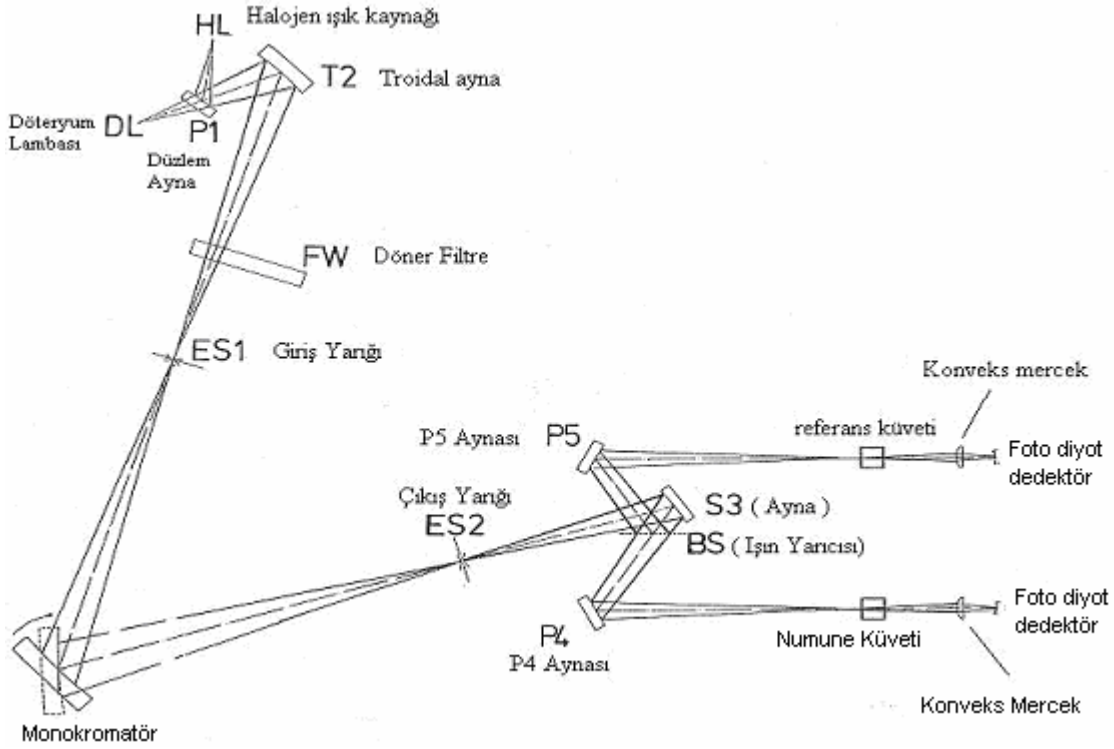 Halojen ışık kaynağı
HL
T2 Troidal ayna
Döteryum
Lambası
DL
P1
Düzlem
Ayna
FW Döner Filtre
ES1 Giriş Yarığı
Konveks mercek
P5 Aynası P5
referans küveti
Foto diyot
dedektör
Çıkış Yarığı
ES2
S3 ( Ayna )
BS ( Işın Yarıcısı)
Foto diyot
dedektör
P4
P4 Aynası
Numune Küveti
Konveks Mercek
Monokromatör